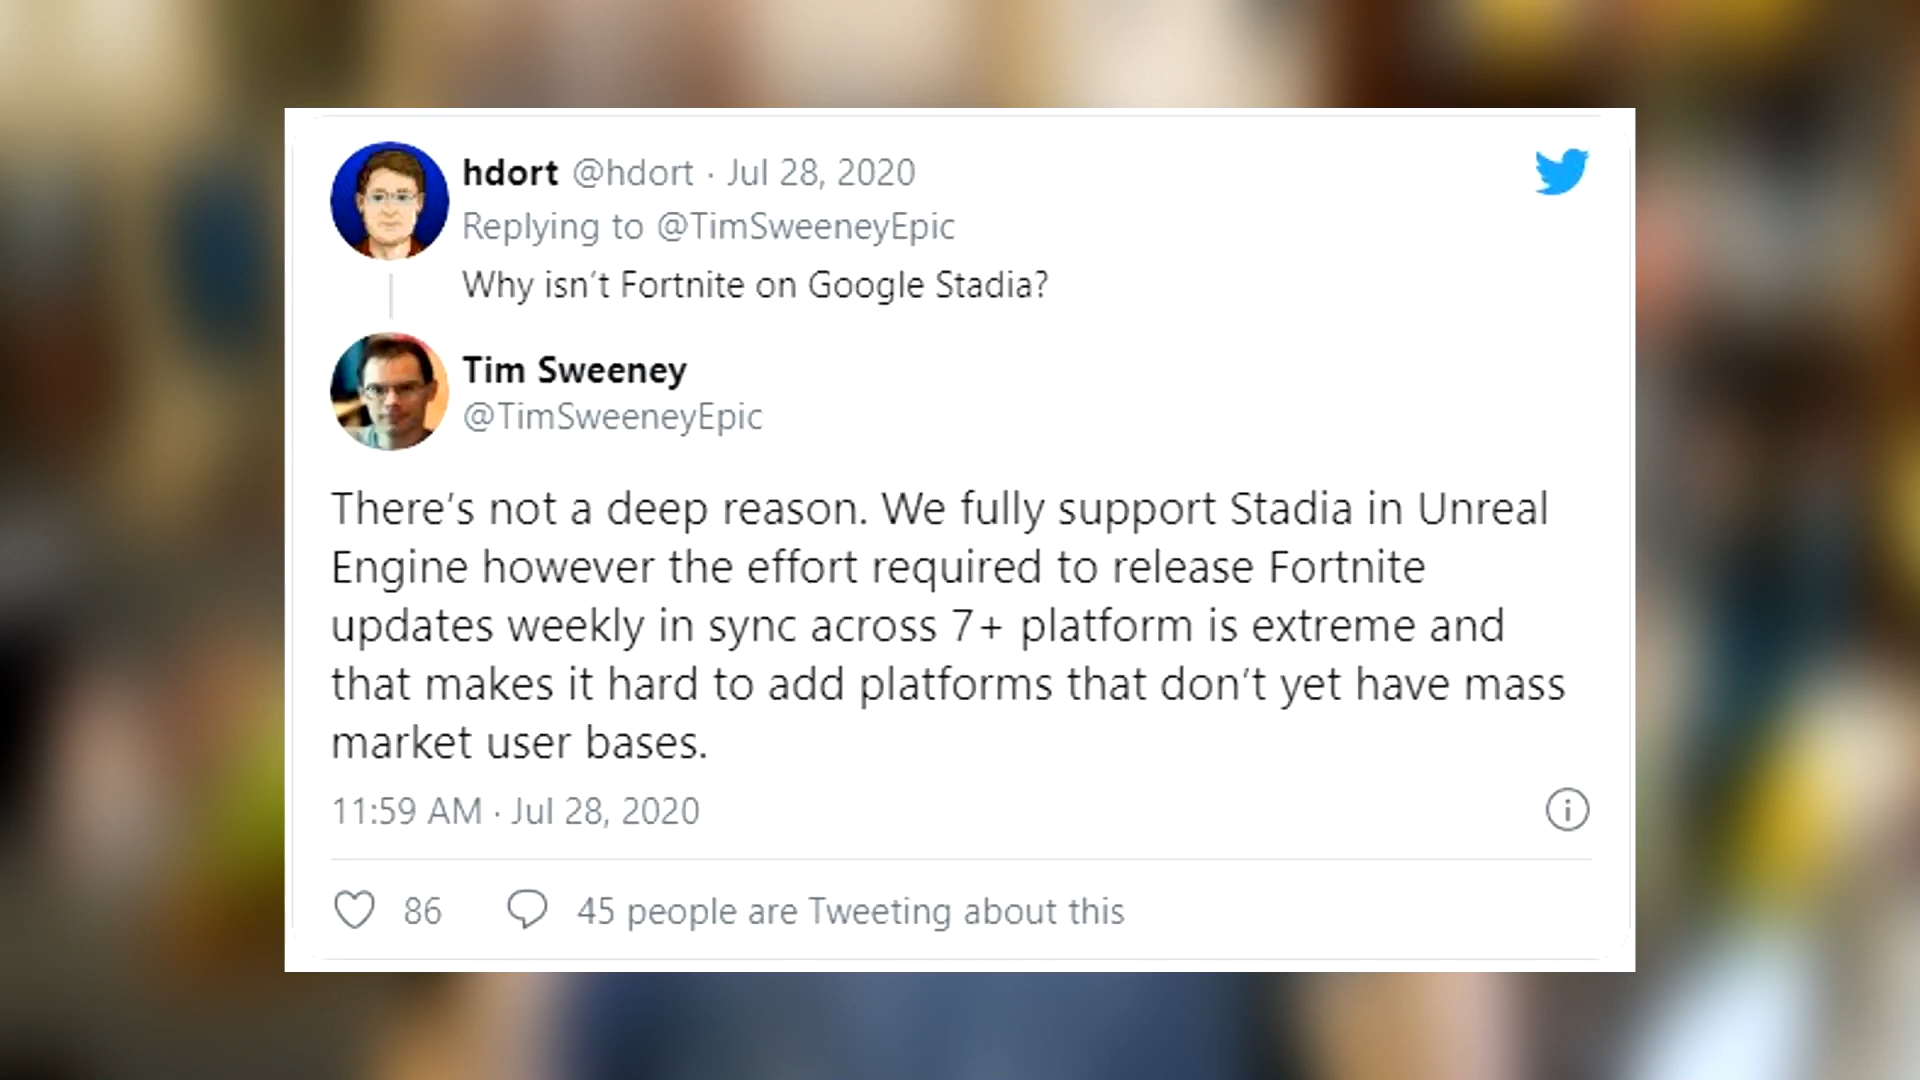 hdort @hdort · Jul 28, 2020
Replying to @TimSweeneyEpic
Why isn't Fortnite on Google Stadia?
Tim Sweeney
@TimSweeneyEpic
There's not a deep reason. We fully support Stadia in Unreal
Engine however the effort required to release Fortnite
updates weekly in sync across 7+ platform is extreme and
that makes it hard to add platforms that don't yet have mass
market user bases.
11:59 AM · Jul 28, 2020
86 45 people are Tweeting about this